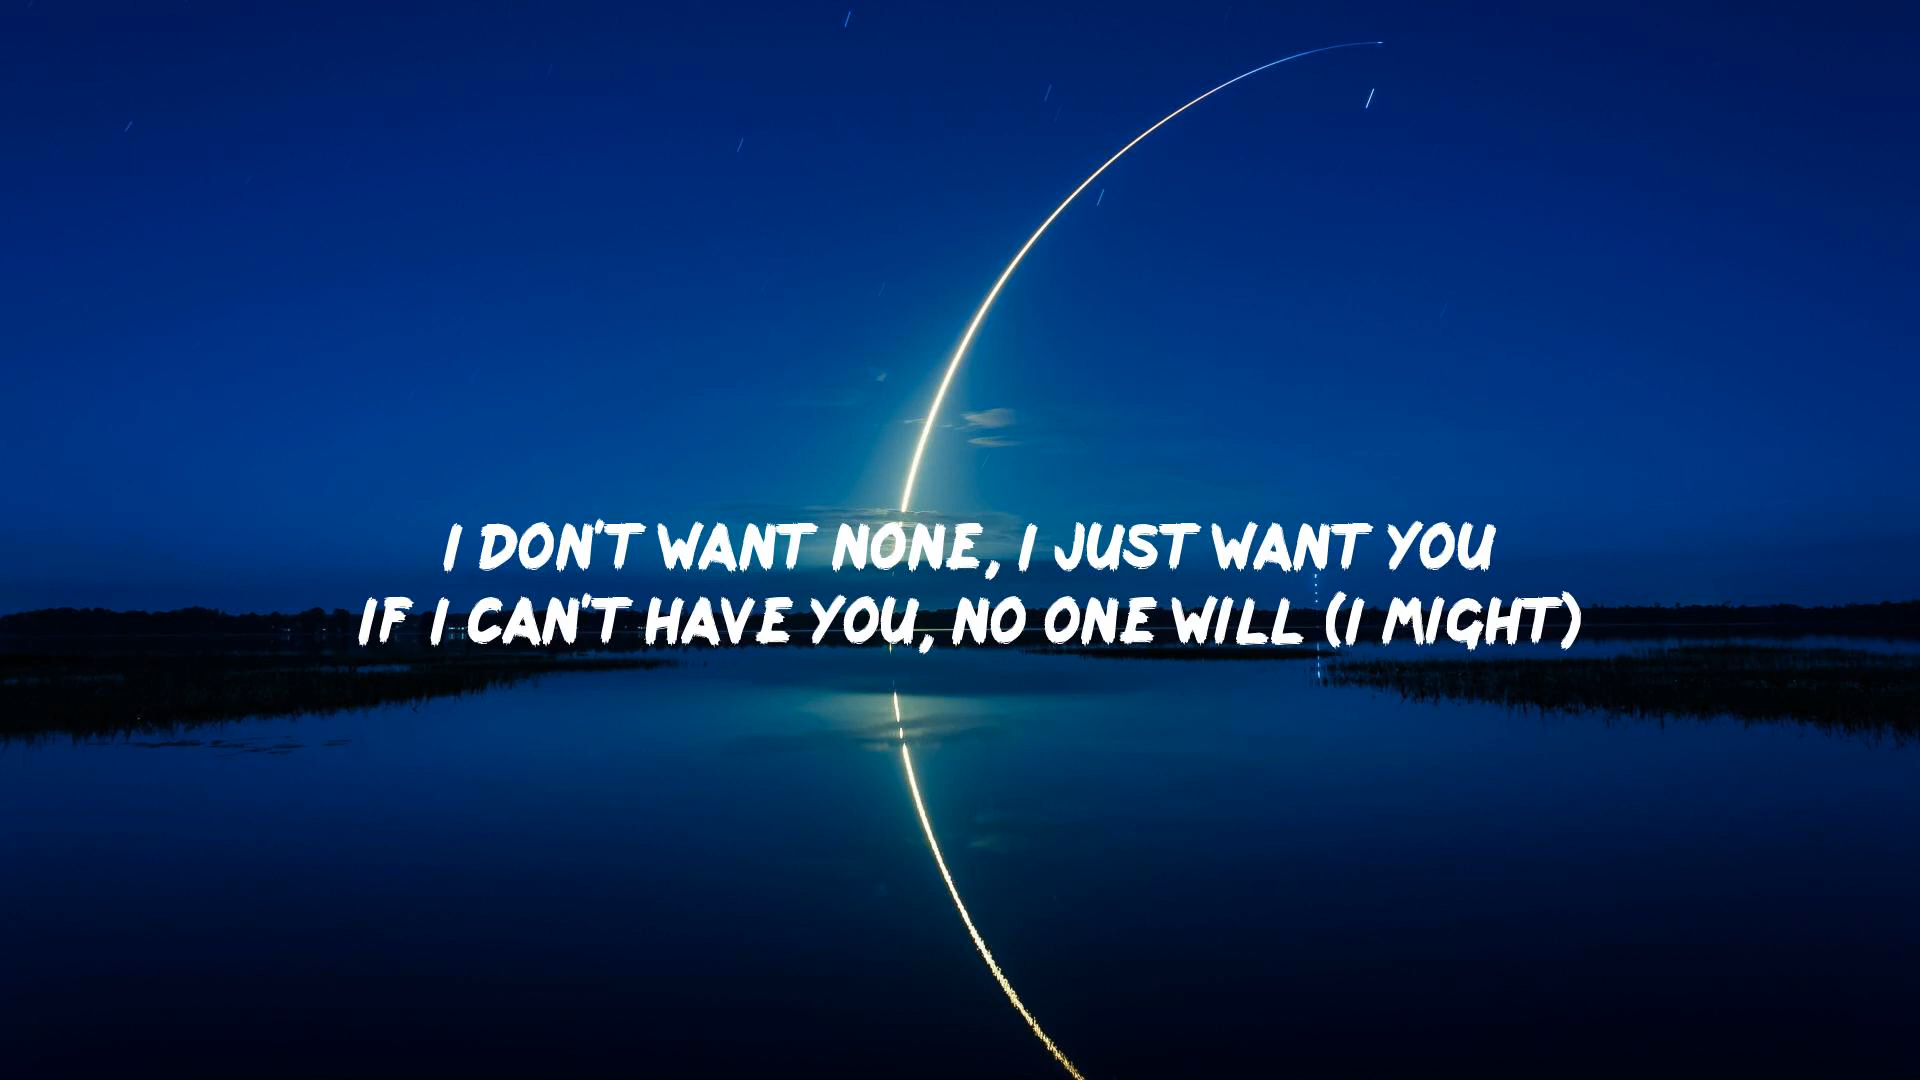 I DON'T WANT NONE, I JUST WANT YOU
IF I CAN'T HAVE YOU, NO ONE WILL (I MIGHT)